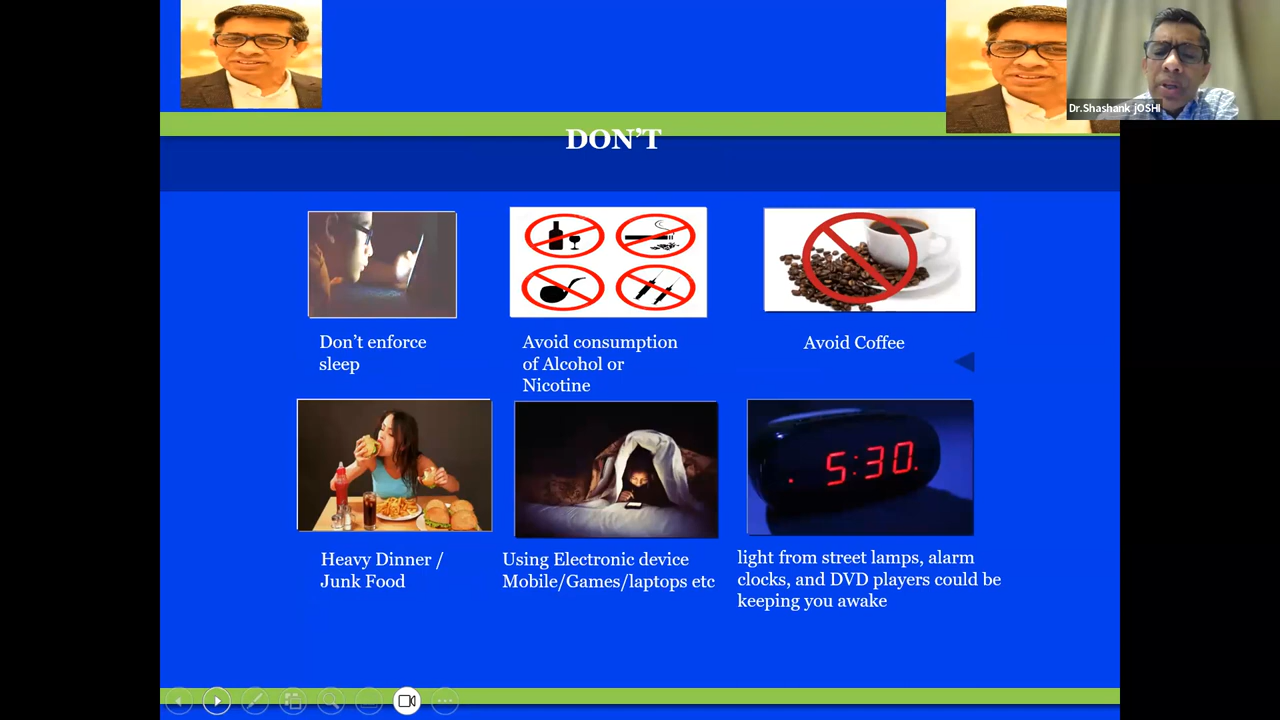 Dr.Shashank jOSHI
DON'T
Don't enforce
sleep
Avoid consumption
of Alcohol or
Nicotine
Avoid Coffee
5:30
Heavy Dinner /
Junk Food
Using Electronic device
Mobile/Games/laptops etc
light from street lamps, alarm
clocks, and DVD players could be
keeping you awake